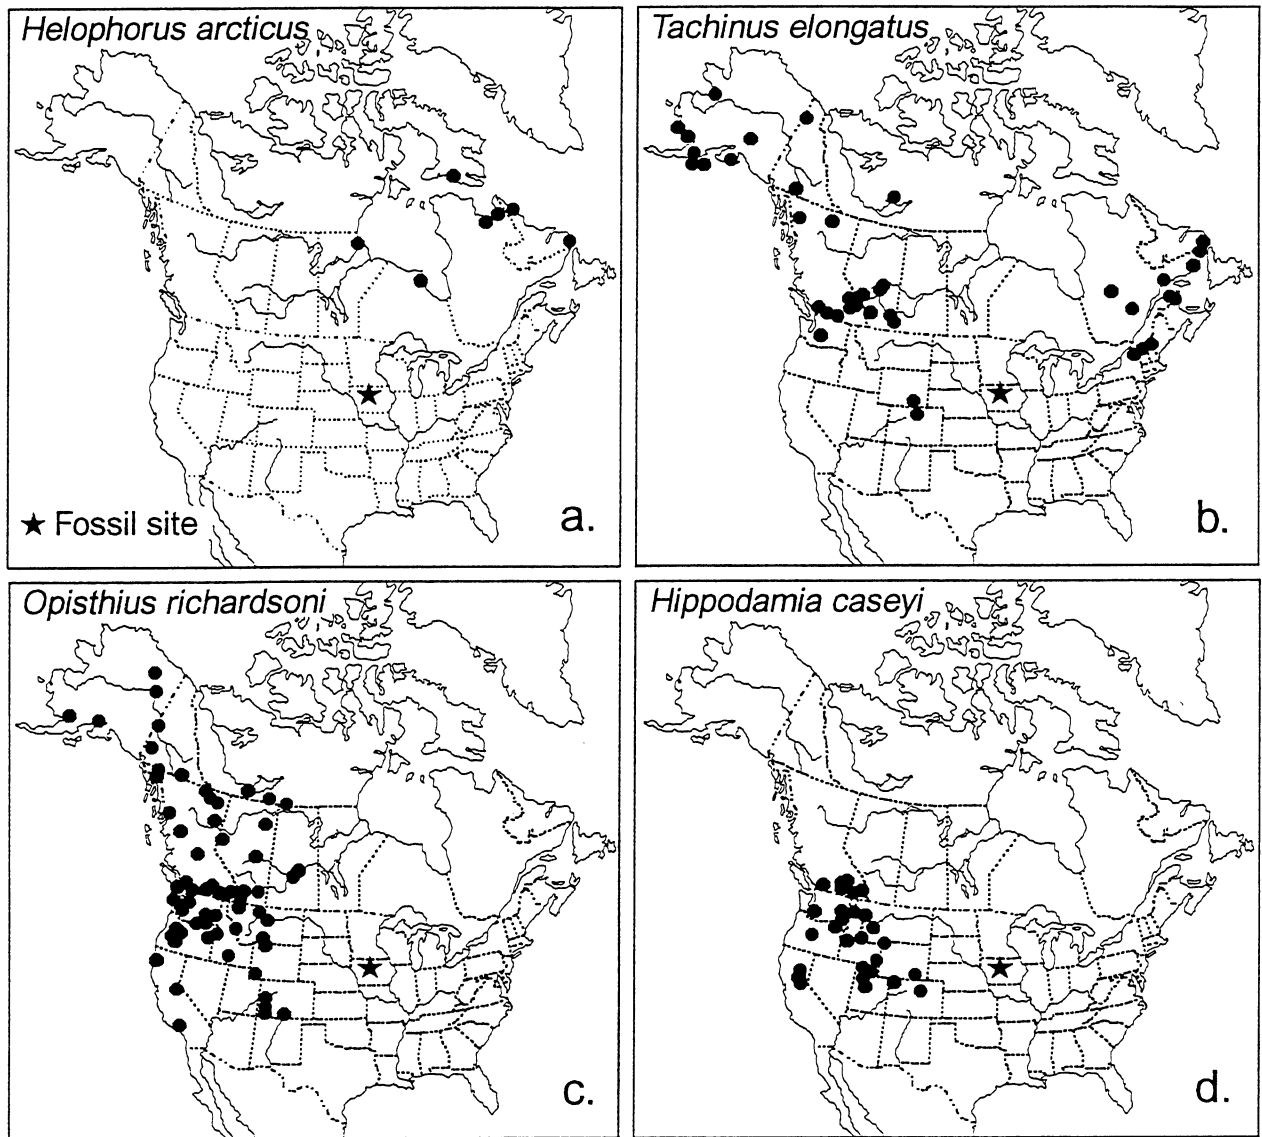 Helophorus arcticus
★ Fossil site
a.
Tachinus elongatus
b.
Opisthius richardsoni
c.
Hippodamia caseyi
d.